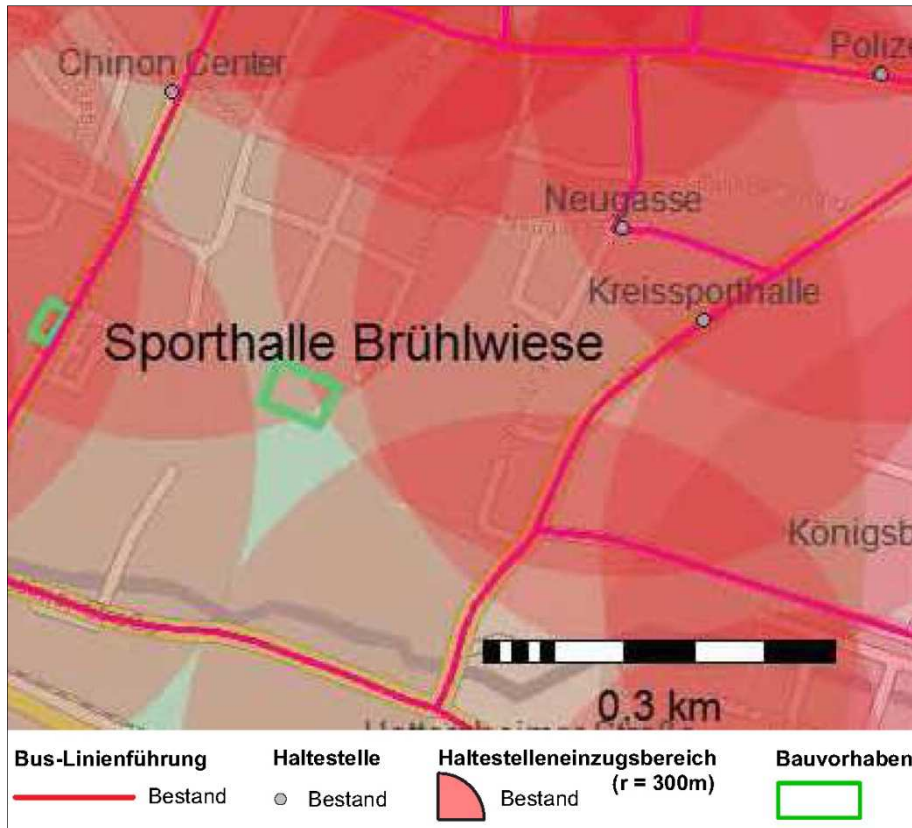 Chinon Center
Polize
Neugasse
Kreissporthalle
Sporthalle Brühlwiese
Königsb
0.3 km
Bus-Linienführung
Bestand
Haltestelle
Bestand
Haltestelleneinzugsbereich
(r = 300m)
Bestand
Bauvorhaben